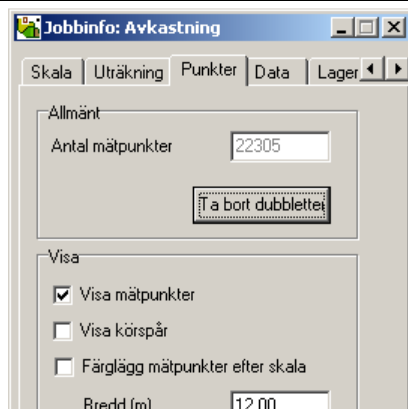 Jobbinfo: Avkastning
Skala Uträkning Punkter Data Lager
Allmänt
Antal mätpunkter 22305
Ta bort dubbletter
Visa
Visa mätpunkter
Visa körspår
Färglägg mätpunkter efter skala
Bredd (m) 12,00